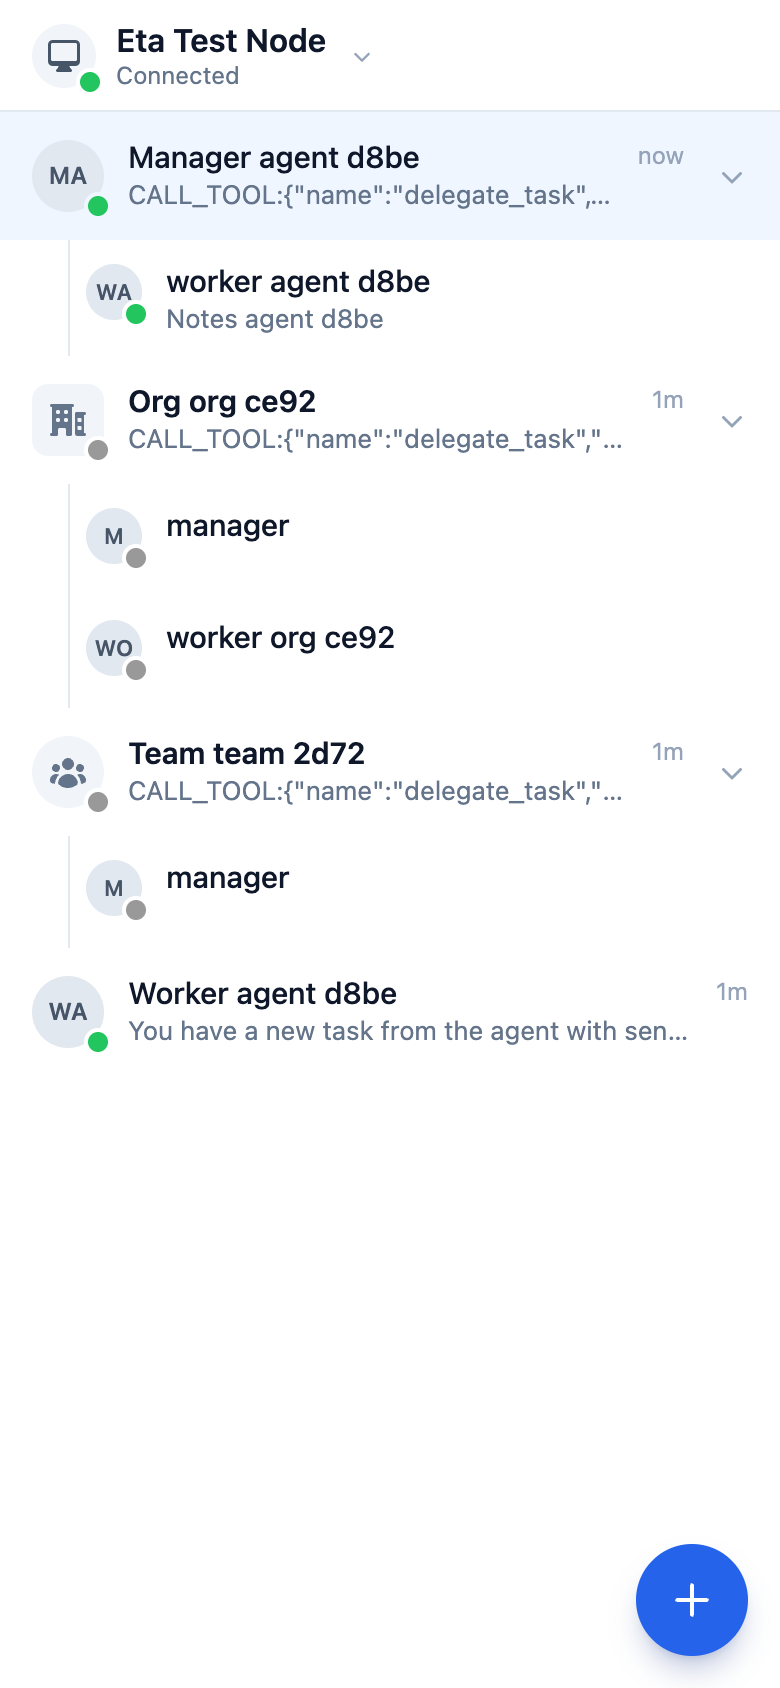 Eta Test Node
Connected
MA
Manager agent d8be
now
CALL_TOOL:{"name":"delegate_task",...
WA
worker agent d8be
Notes agent d8be
Org org ce92
1m
CALL_TOOL:{"name":"delegate_task","...
M
manager
WO
worker org ce92
Team team 2d72
1m
CALL_TOOL:{"name":"delegate_task","...
M
manager
WA
Worker agent d8be
1m
You have a new task from the agent with sen...